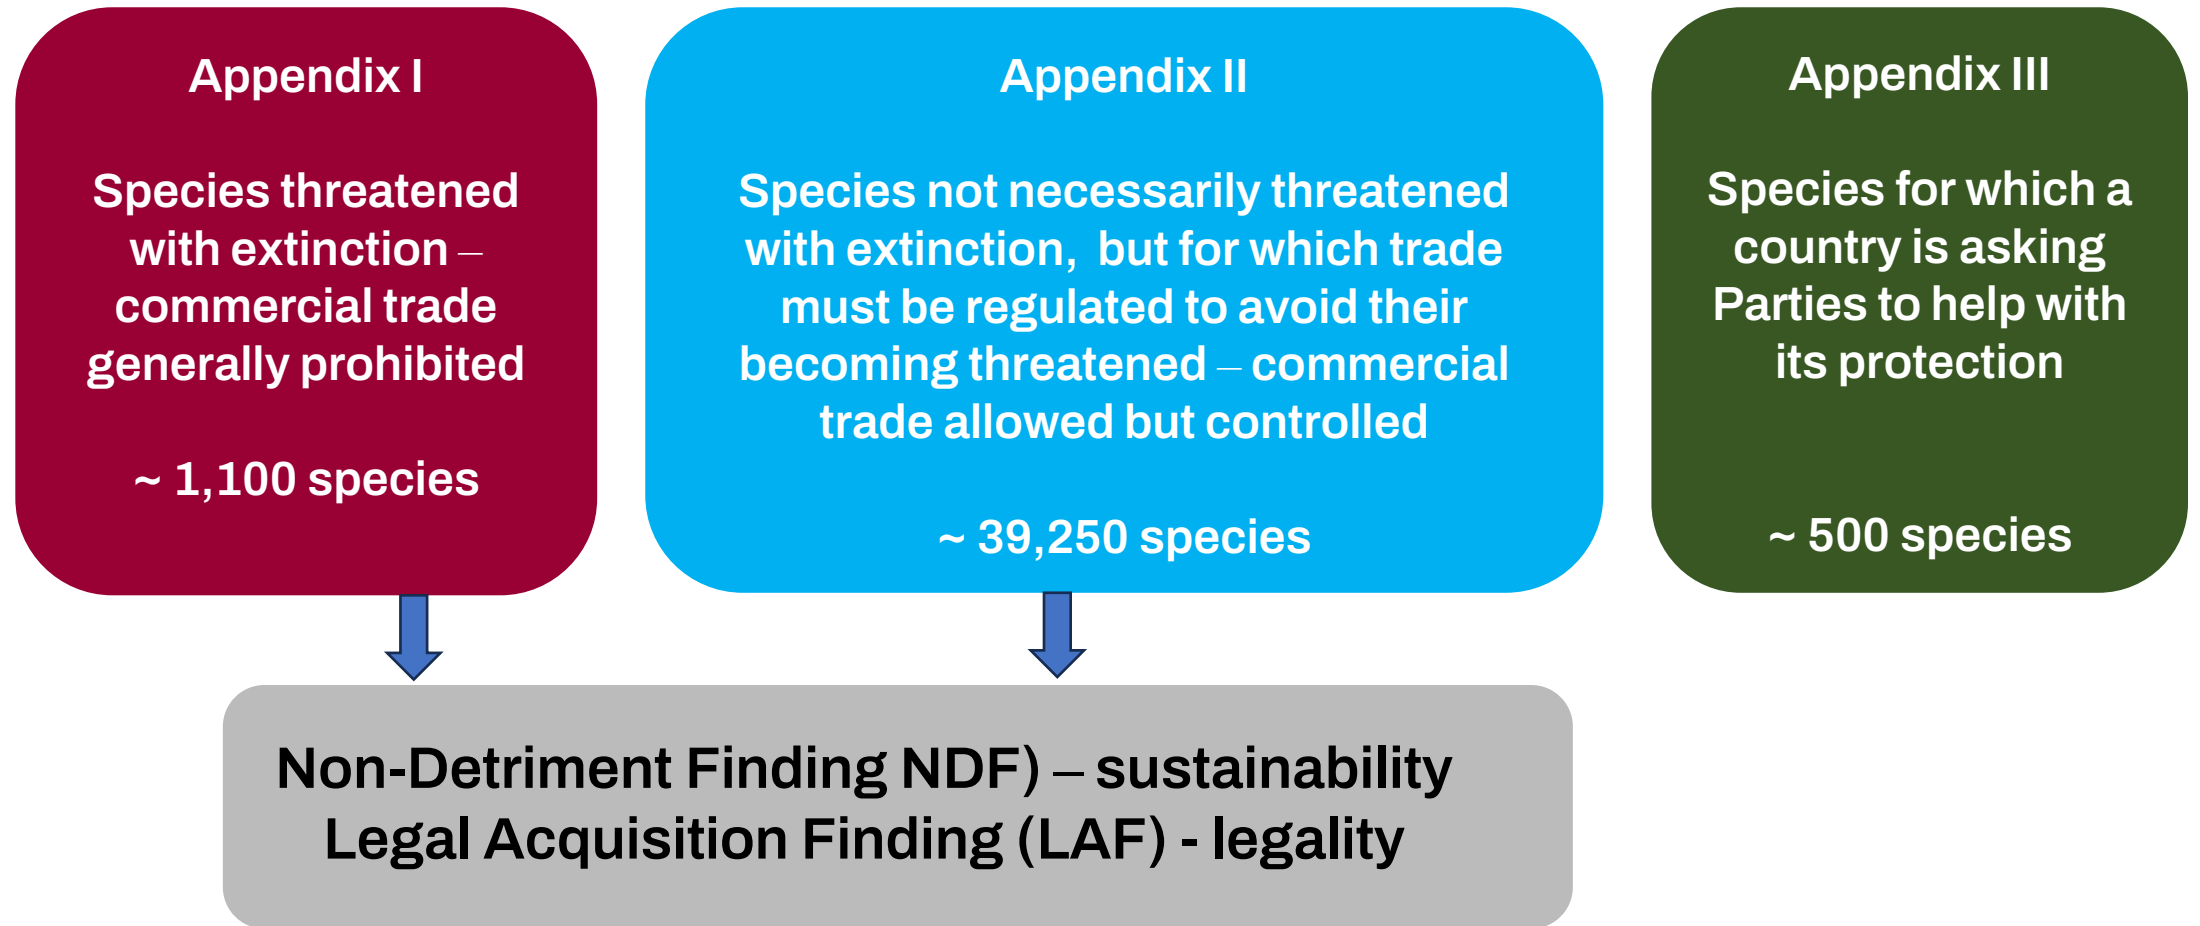 Appendix I
Species threatened
with extinction –
commercial trade
generally prohibited
~ 1,100 species
Appendix II
Species not necessarily threatened
with extinction,  but for which trade
must be regulated to avoid their
becoming threatened – commercial
trade allowed but controlled
~ 39,250 species
Appendix III
Species for which a
country is asking
Parties to help with
its protection
~ 500 species
Non-Detriment Finding NDF) – sustainability
Legal Acquisition Finding (LAF) - legality